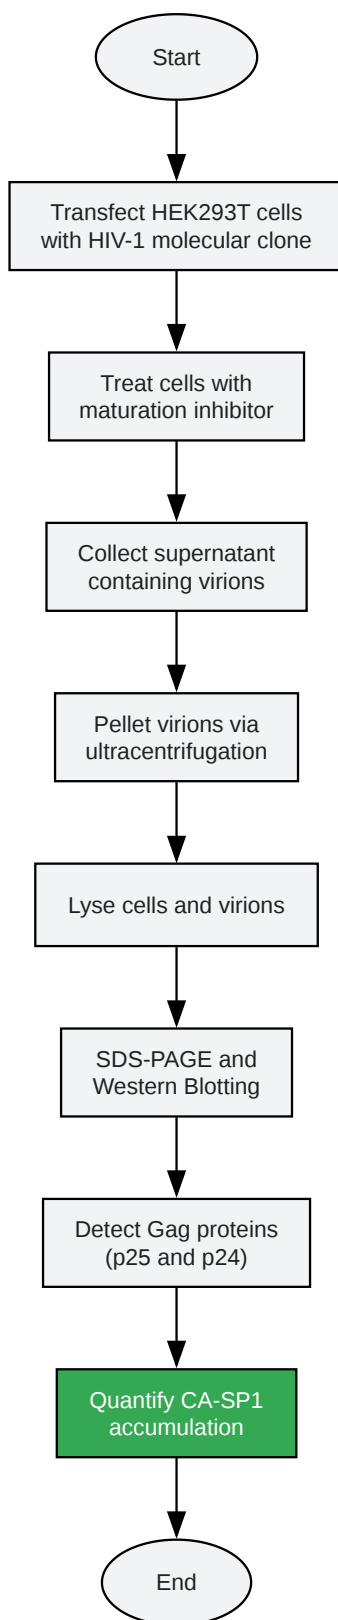 Start
Transfect HEK293T cells
with HIV-1 molecular clone
Treat cells with
maturation inhibitor
Collect supernatant
containing virions
Pellet virions via
ultracentrifugation
Lyse cells and virions
SDS-PAGE and
Western Blotting
Detect Gag proteins
(p25 and p24)
Quantify CA-SP1
accumulation
End